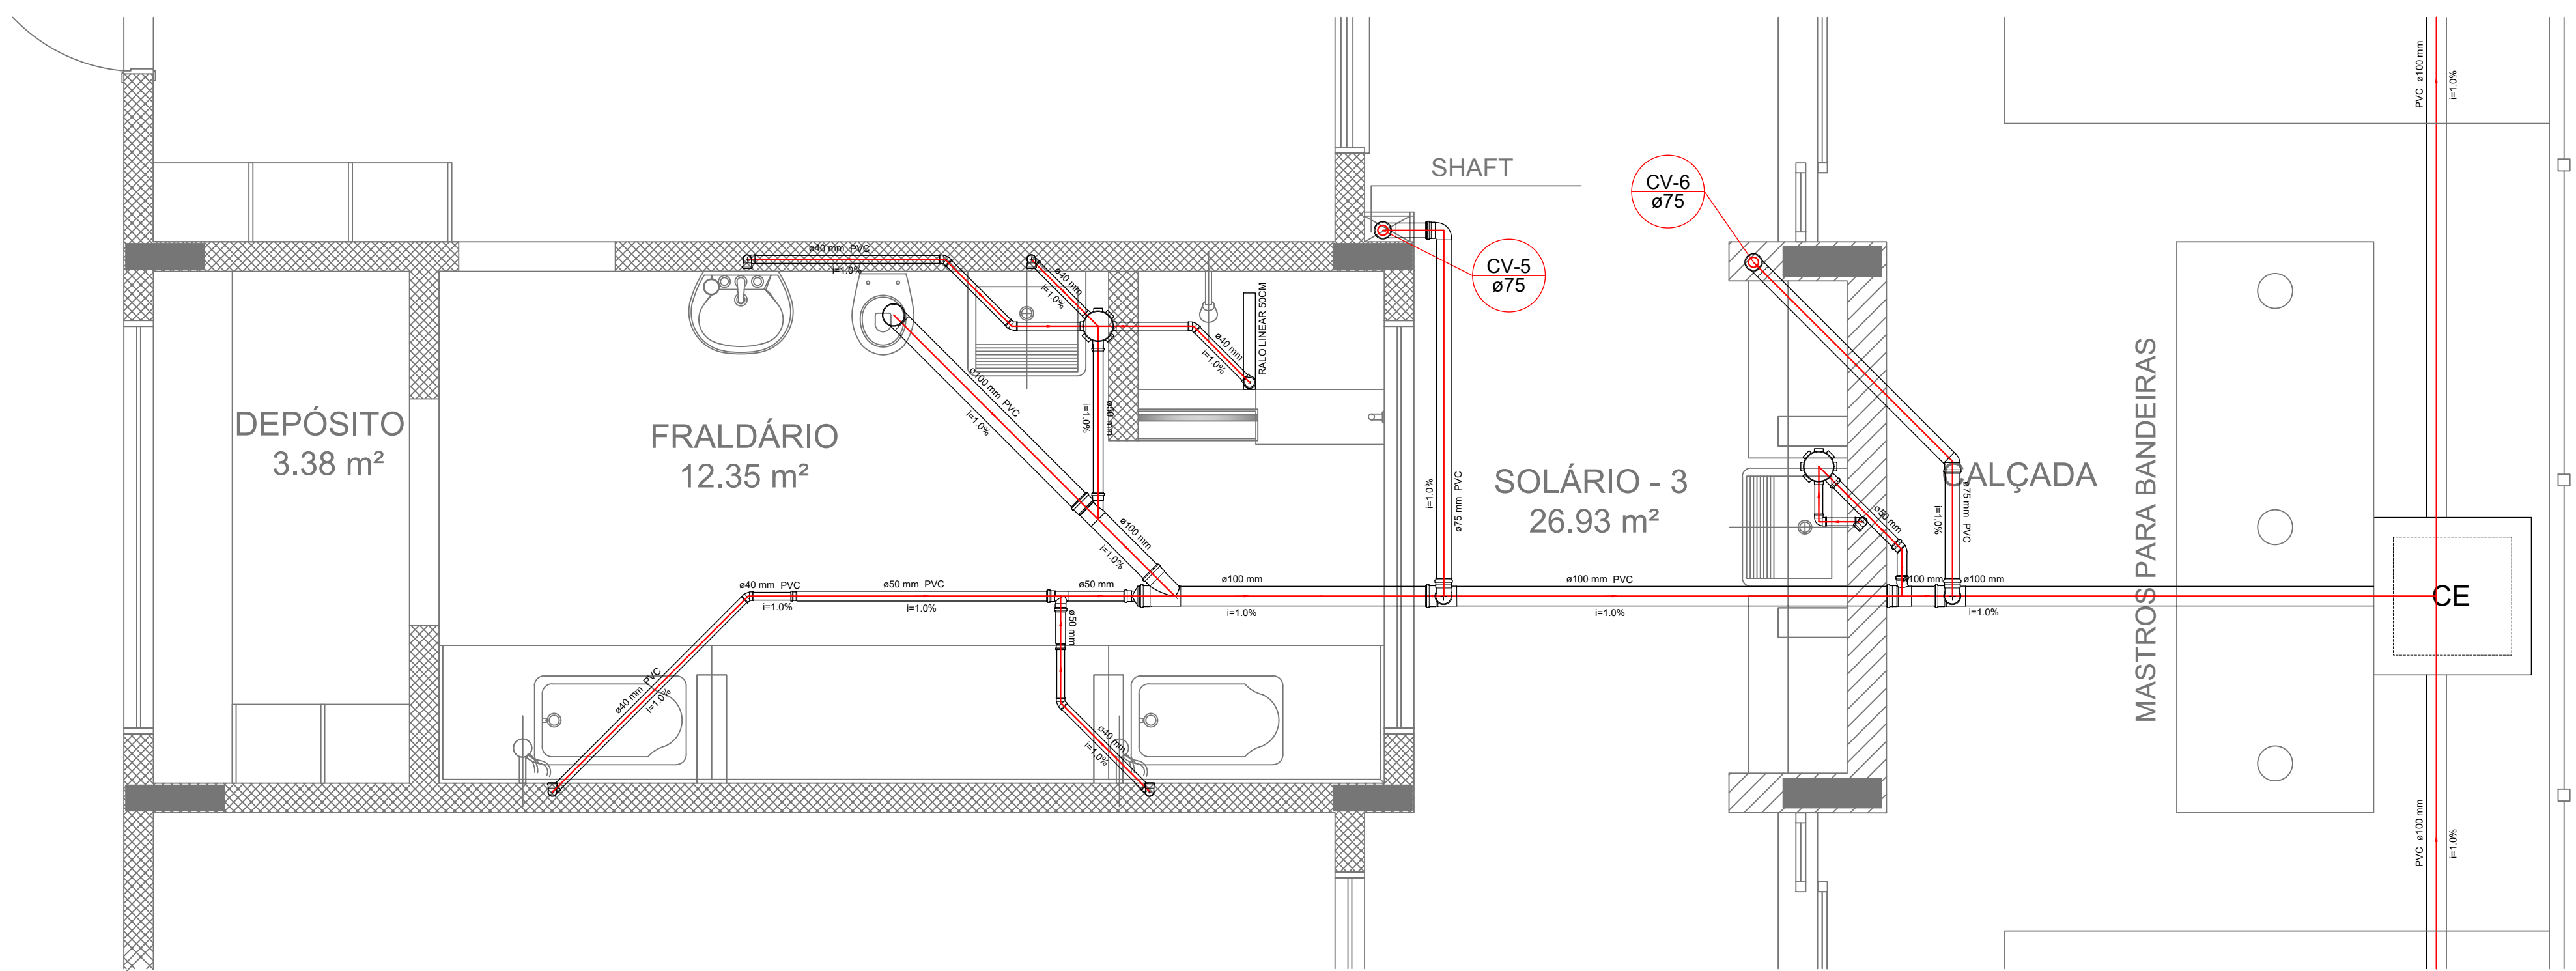 PVC ø100 mm
i=1.0%
SHAFT
CV-6
ø75
CV-5
ø75
ø40 mm PVC
i=1.0%
ø40 mm
i=1.0%
RALO LINEAR 50CM
ø40 mm
i=1.0%
ø100 mm PVC
i=1.0%
ø50 mm
i=1.0%
DEPÓSITO
3.38 m²
FRALDÁRIO
12.35 m²
SOLÁRIO - 3
26.93 m²
CALÇADA
MASTROS PARA BANDEIRAS
i=1.0%
ø75 mm PVC
ø50 mm
i=1.0%
ø75 mm PVC
ø100 mm
i=1.0%
ø40 mm PVC
i=1.0%
ø50 mm PVC
i=1.0%
ø50 mm
ø50 mm
ø100 mm
i=1.0%
ø100 mm PVC
i=1.0%
ø100 mm
ø100 mm
i=1.0%
CE
ø40 mm PVC
i=1.0%
ø40 mm
i=1.0%
PVC ø100 mm
i=1.0%